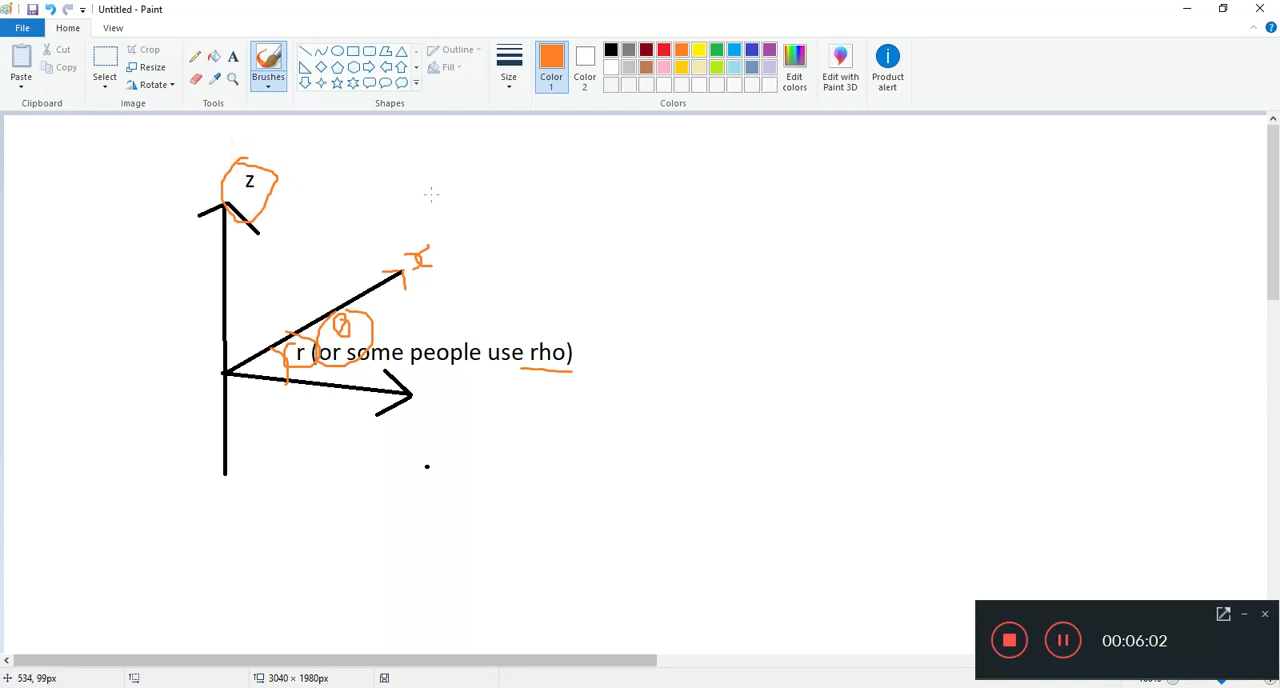 Untitled - Paint
File Home View
Paste
Cut
Copy
Clipboard
Select
Crop
Resize
Rotate
Image
A
Tools
Brushes
Shapes
Outline
Fill
Size
Color 1
Color 2
Edit colors
Colors
Edit with Paint 3D
Product alert
z
x
θ
r (or some people use rho)
00:06:02
534, 99px
3040 × 1980px